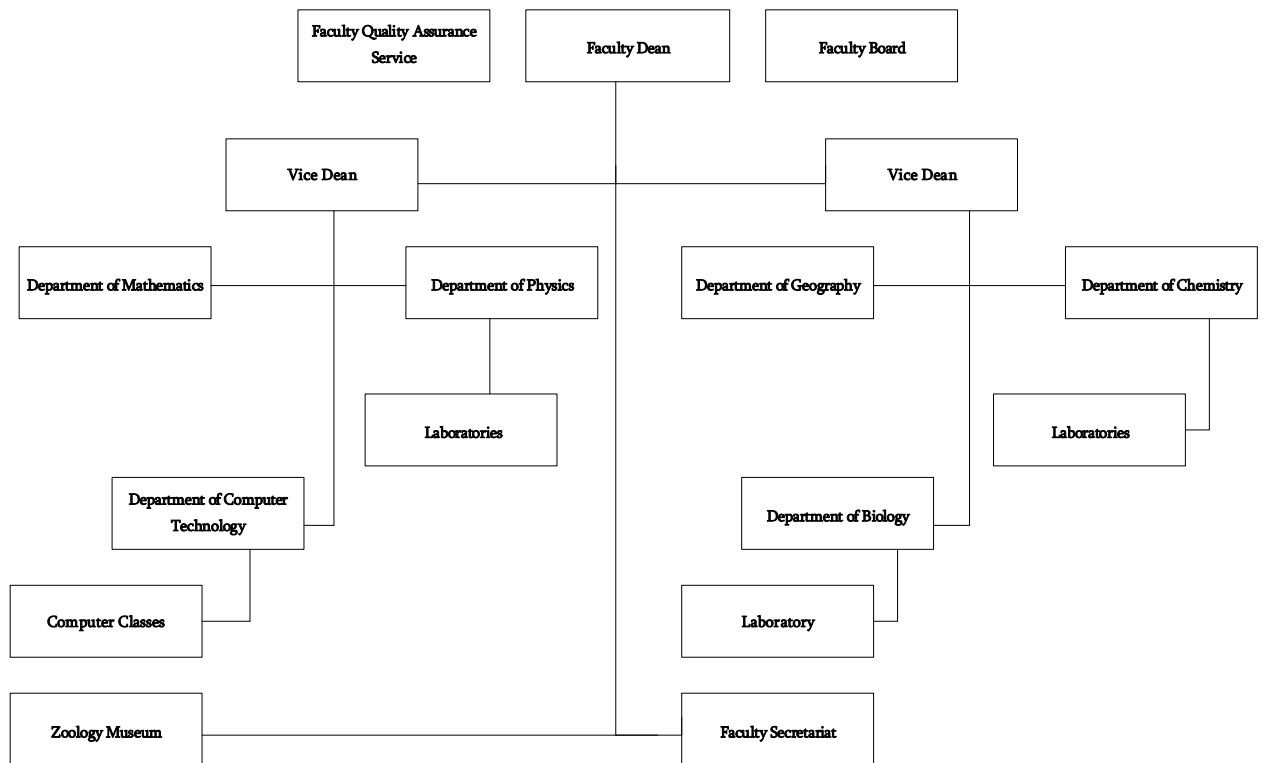 Faculty Quality Assurance
Service
Faculty Dean
Faculty Board
Vice Dean
Vice Dean
Department of Mathematics
Department of Physics
Department of Geography
Department of Chemistry
Laboratories
Laboratories
Department of Computer
Technology
Department of Biology
Computer Classes
Laboratory
Zoology Museum
Faculty Secretariat